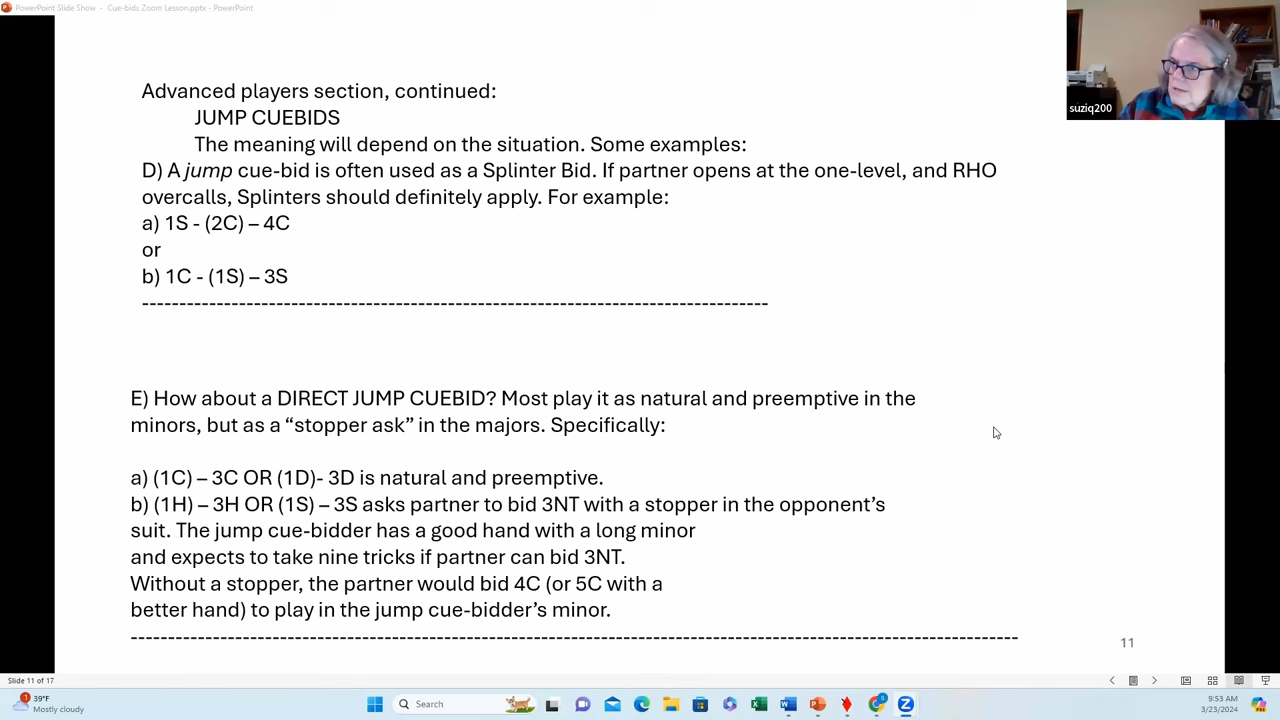 PowerPoint Slide Show - Cue-bids Zoom Lesson.pptx - PowerPoint
suziq200
Advanced players section, continued:
JUMP CUEBIDS
The meaning will depend on the situation. Some examples:
D) A jump cue-bid is often used as a Splinter Bid. If partner opens at the one-level, and RHO
overcalls, Splinters should definitely apply. For example:
a) 1S - (2C) – 4C
or
b) 1C - (1S) – 3S
------------------------------------------------------------------------------------
E) How about a DIRECT JUMP CUEBID? Most play it as natural and preemptive in the
minors, but as a “stopper ask” in the majors. Specifically:
a) (1C) – 3C OR (1D)- 3D is natural and preemptive.
b) (1H) – 3H OR (1S) – 3S asks partner to bid 3NT with a stopper in the opponent’s
suit. The jump cue-bidder has a good hand with a long minor
and expects to take nine tricks if partner can bid 3NT.
Without a stopper, the partner would bid 4C (or 5C with a
better hand) to play in the jump cue-bidder’s minor.
-----------------------------------------------------------------------------------------------------------------------
11
Slide 11 of 17
1
39°F
Mostly cloudy
Search
9:53 AM
3/23/2024